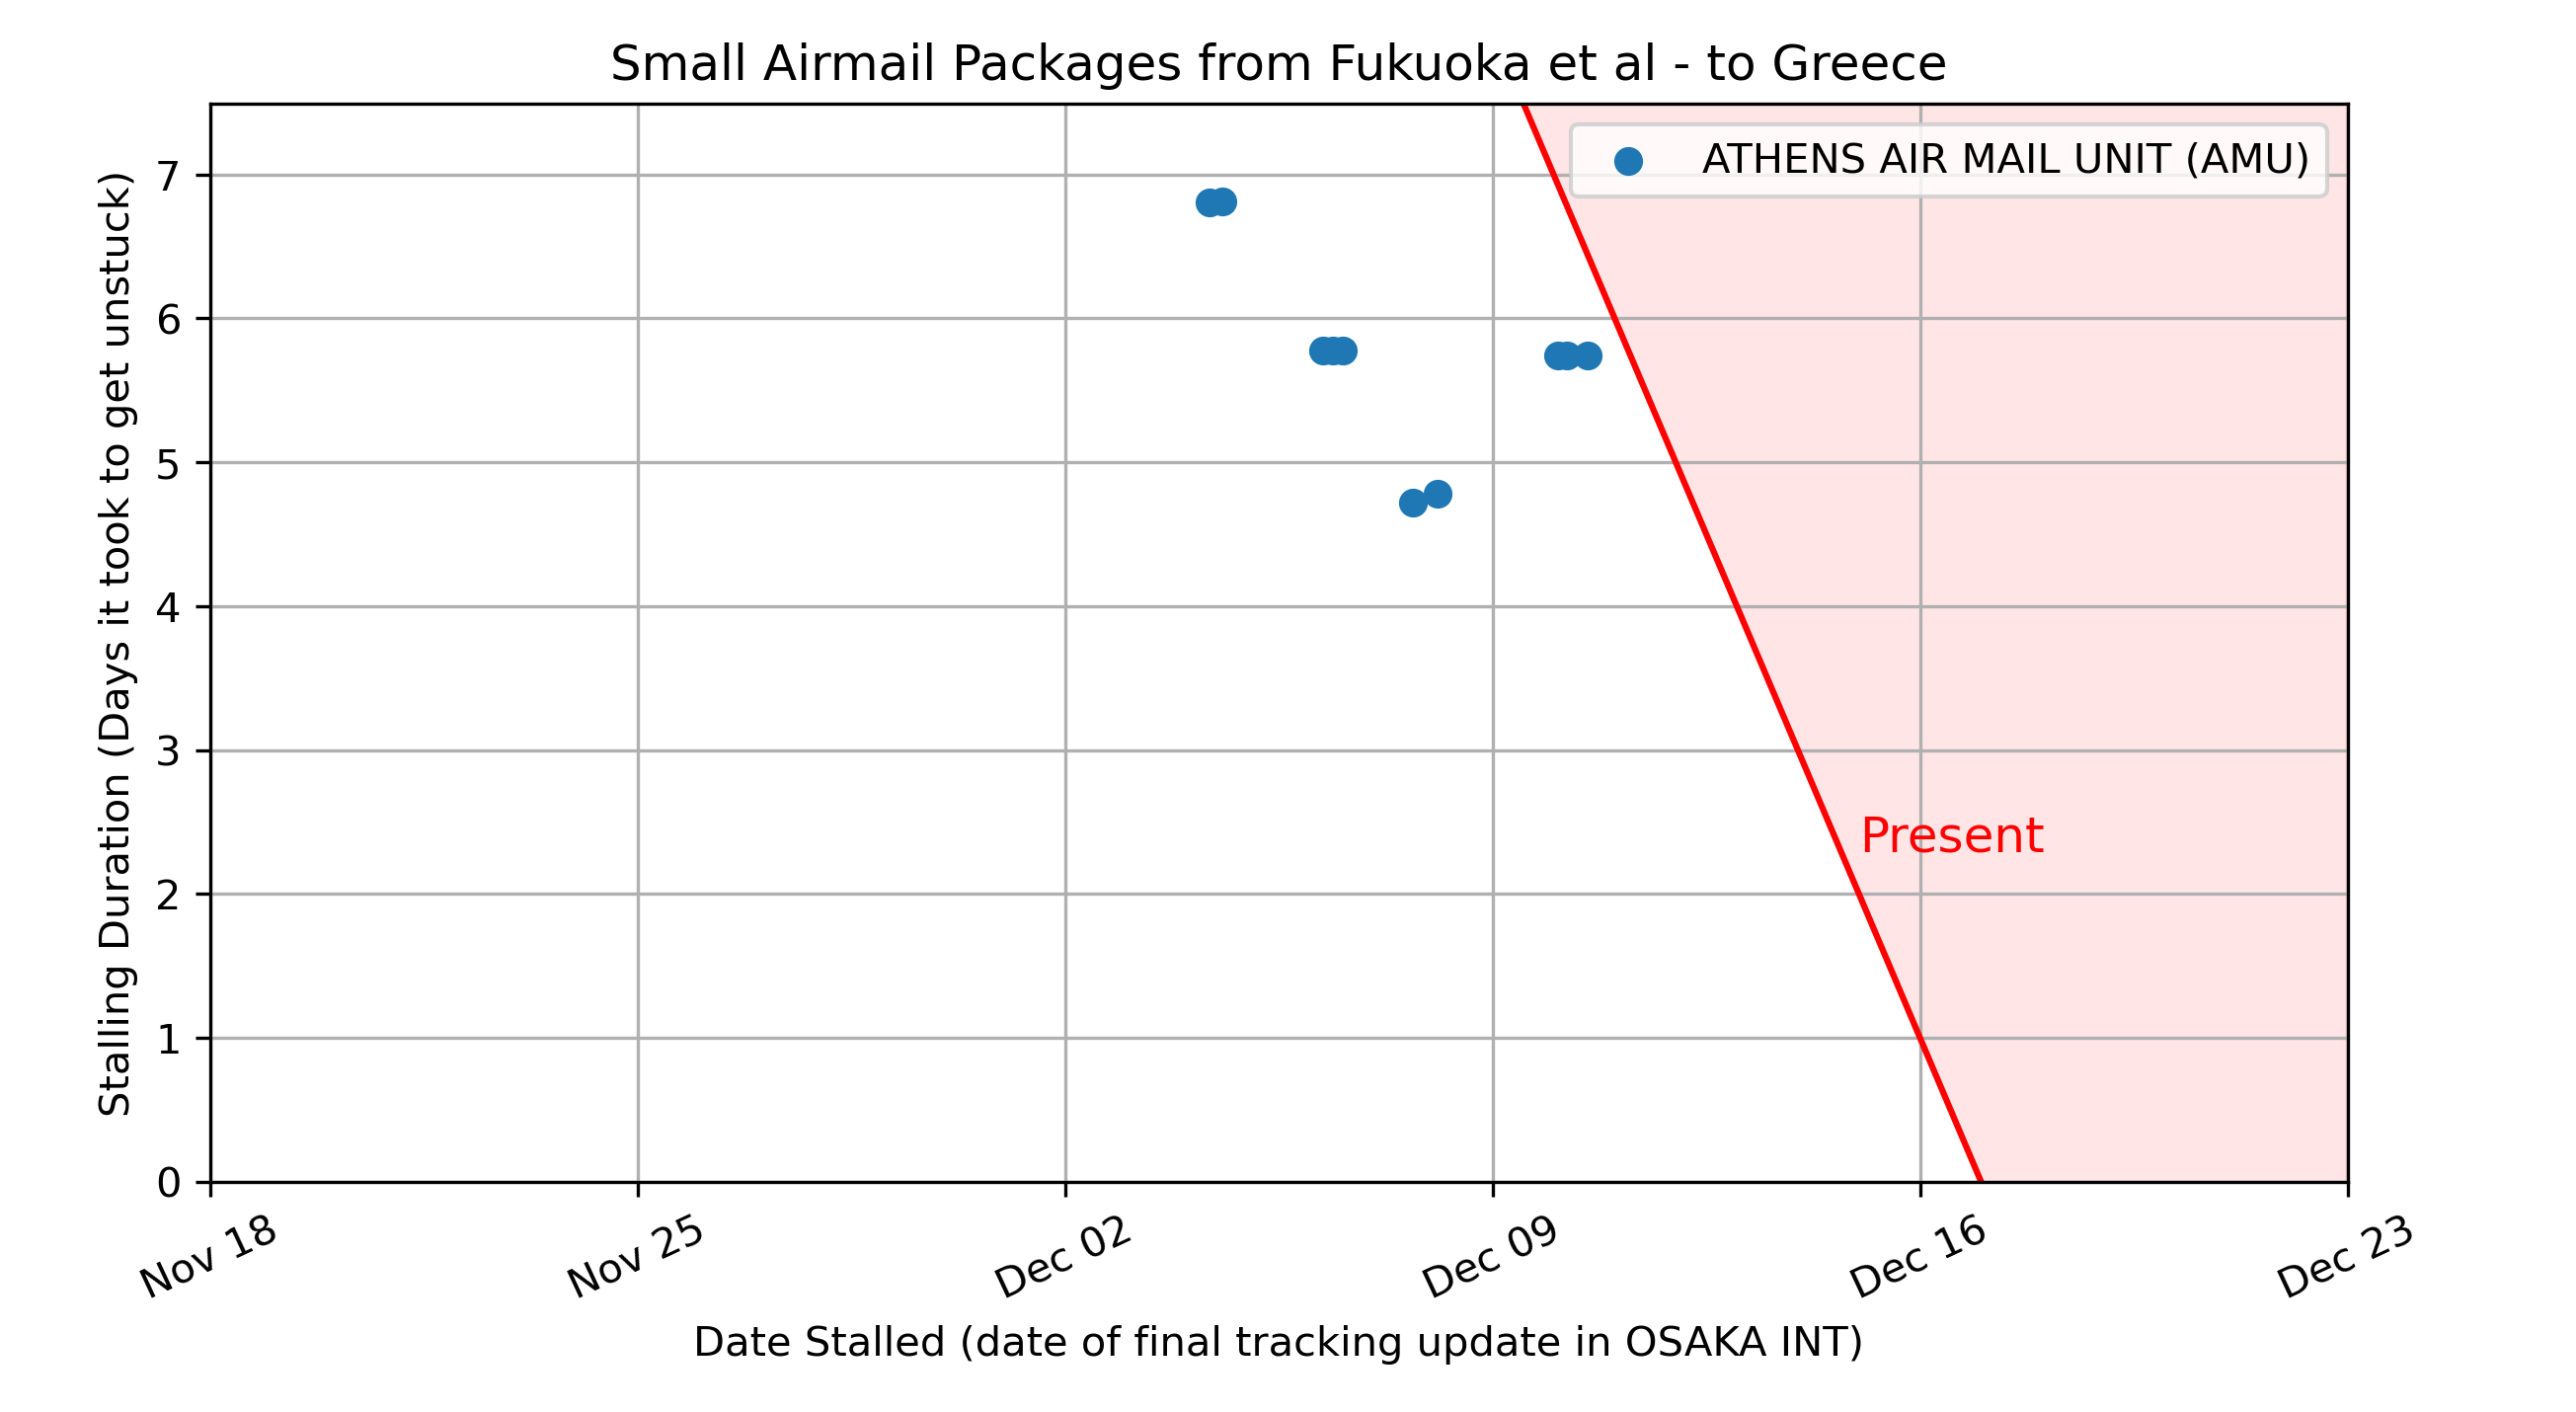 Small Airmail Packages from Fukuoka et al - to Greece
ATHENS AIR MAIL UNIT (AMU)
Stalling Duration (Days it took to get unstuck)
7
6
5
4
3
2
1
0
Present
Nov 18
Nov 25
Dec 02
Dec 09
Dec 16
Dec 23
Date Stalled (date of final tracking update in OSAKA INT)